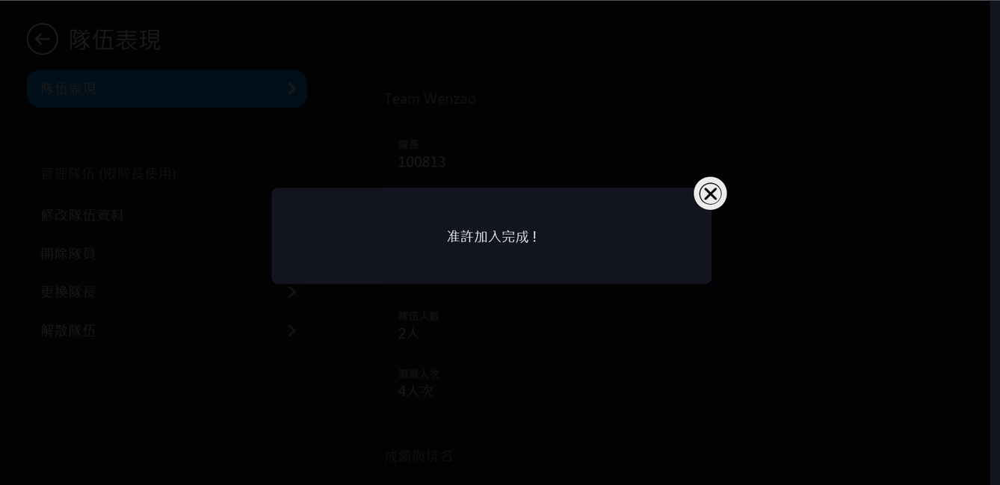 隊伍表現
隊伍表現
管理隊伍 (限隊長使用)
修改隊伍資料
開除隊員
更換隊長
解散隊伍
Team Wenzao
隊長
100813
准許加入完成！
隊伍人數
2人
瀏覽人次
4人次
成績與排名